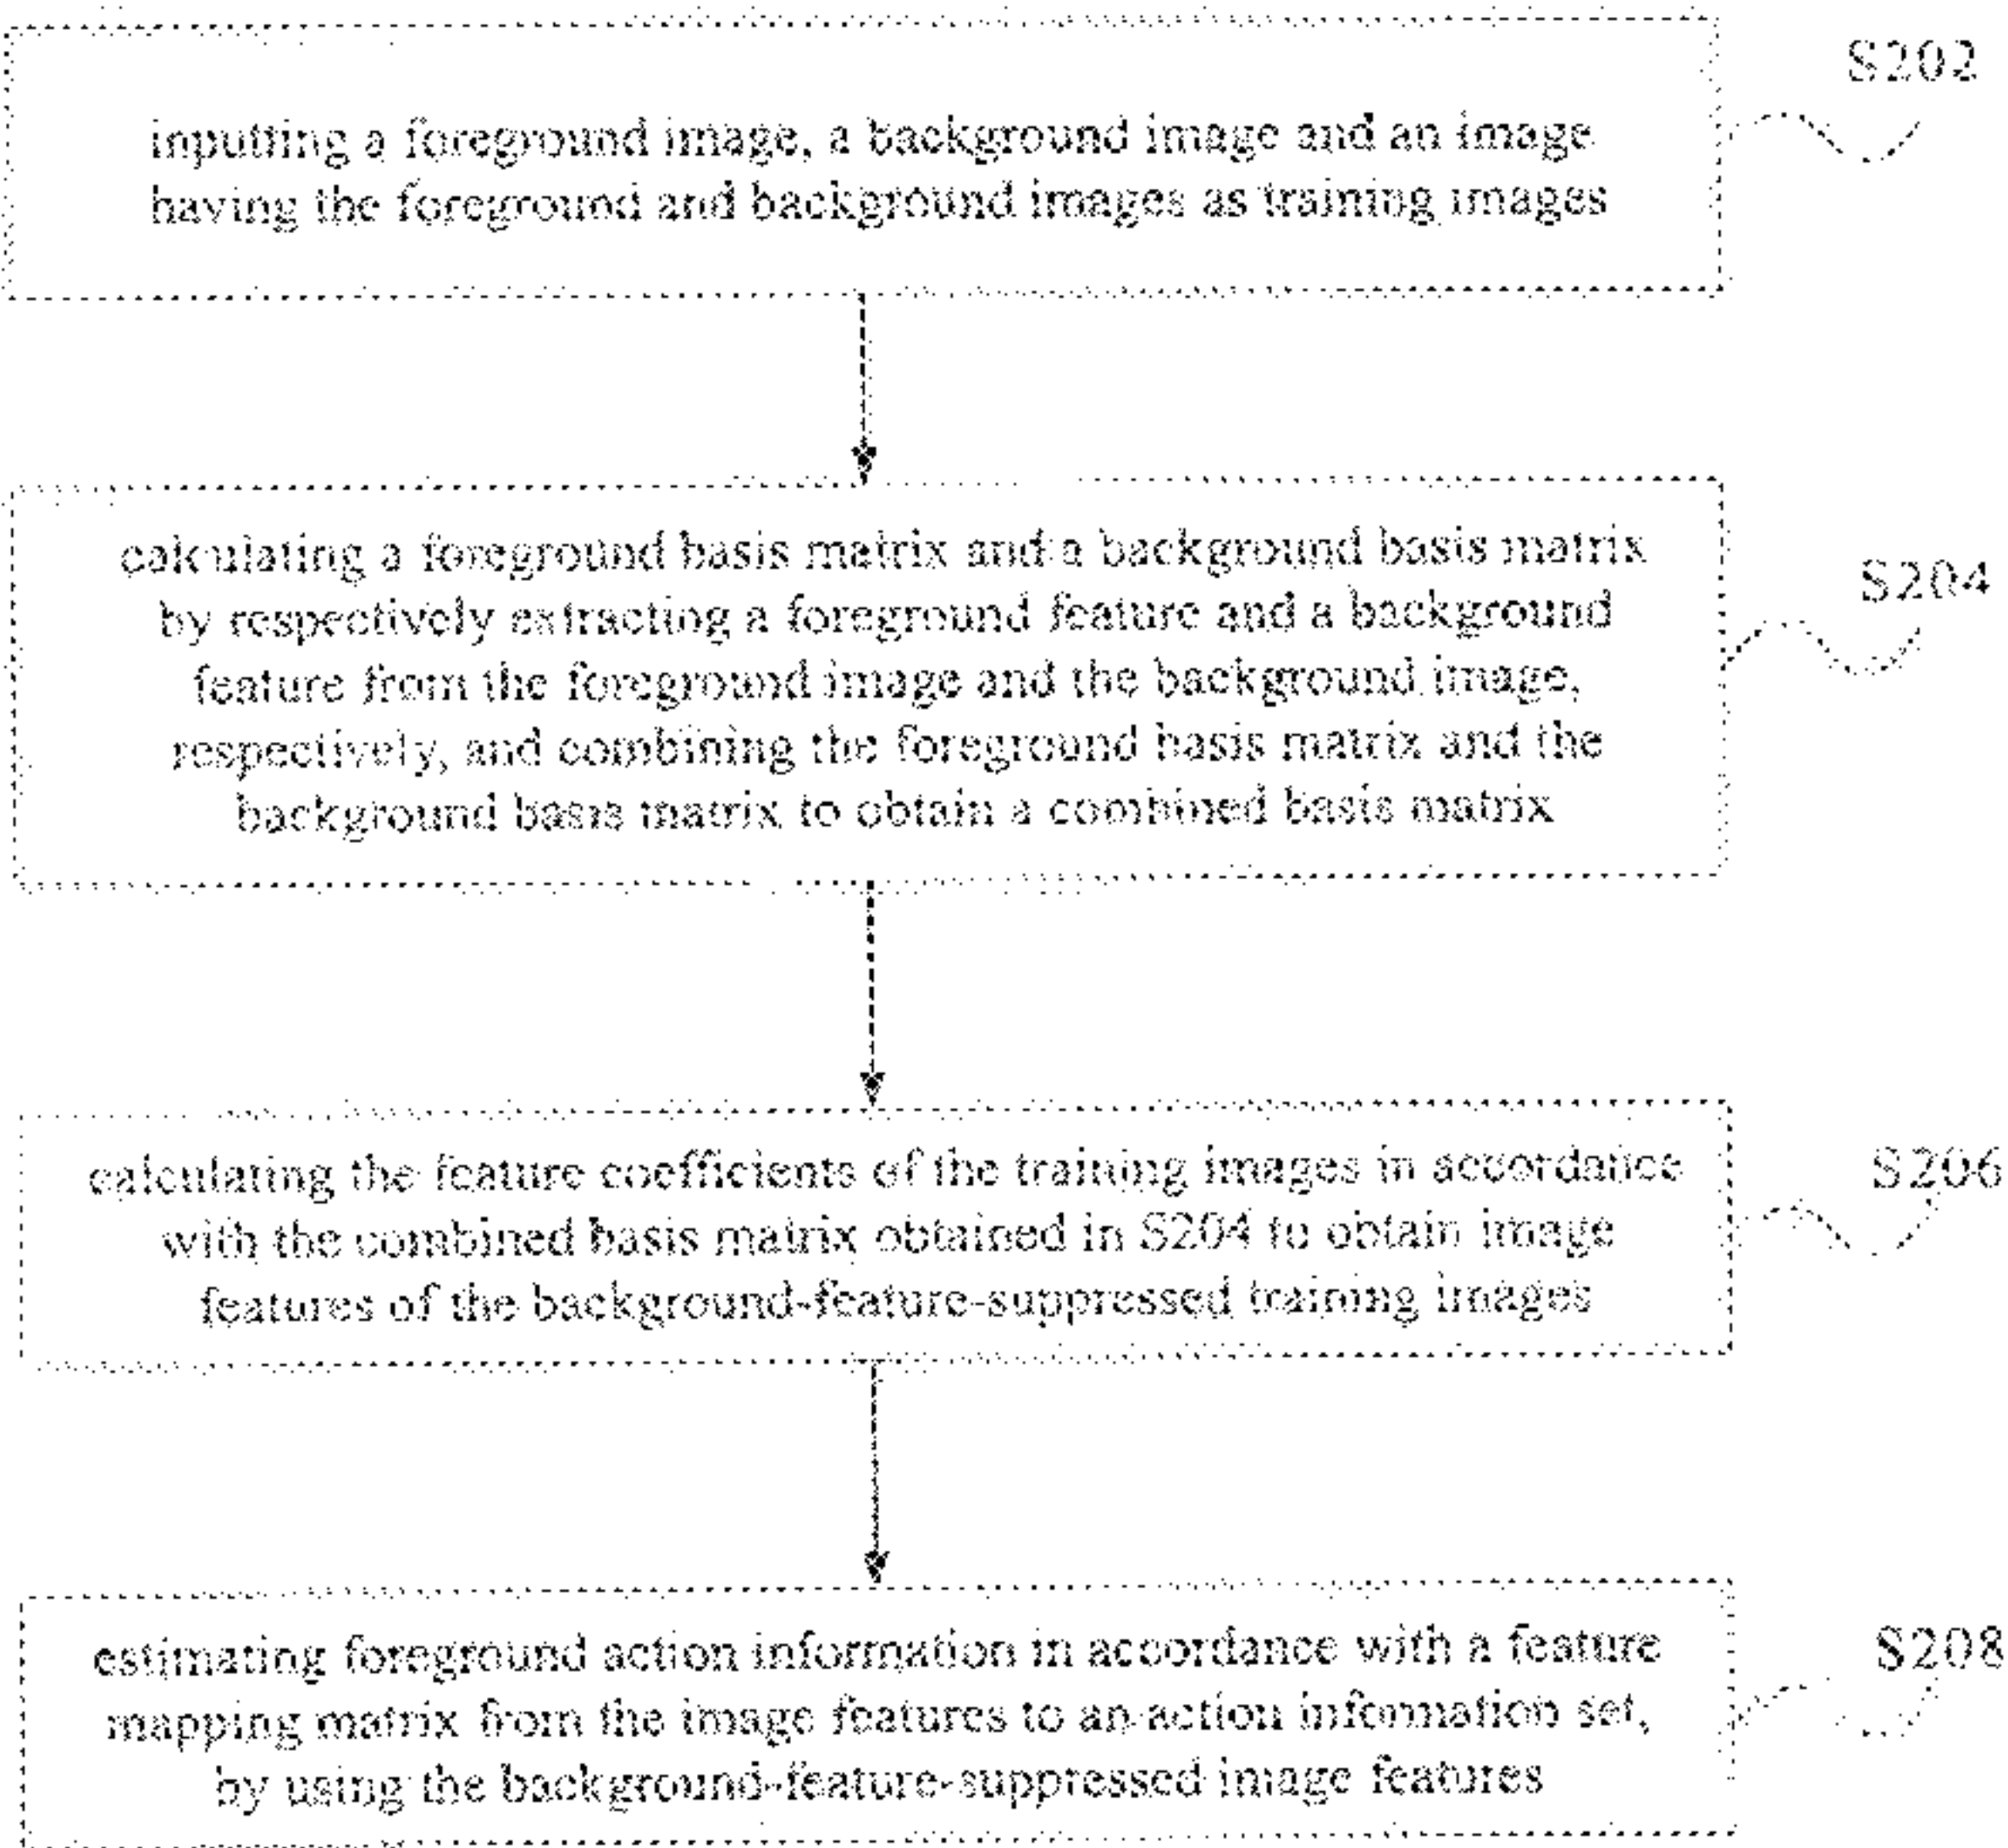 S202
inputting a foreground image, a background image and an image
having the foreground and background images as training images
calculating a foreground basis matrix and a background basis matrix
S204
by respectively extracting a foreground feature and a background
feature from the foreground image and the background image,
respectively, and combining the foreground basis matrix and the
background basis matrix to obtain a combined basis matrix
calculating the feature coefficients of the training images in accordance
S206
with the combined basis matrix obtained in S204 to obtain image
features of the background-feature-suppressed training images
estimating foreground action information in accordance with a feature
S208
mapping matrix from the image features to an action information set,
by using the background-feature-suppressed image features